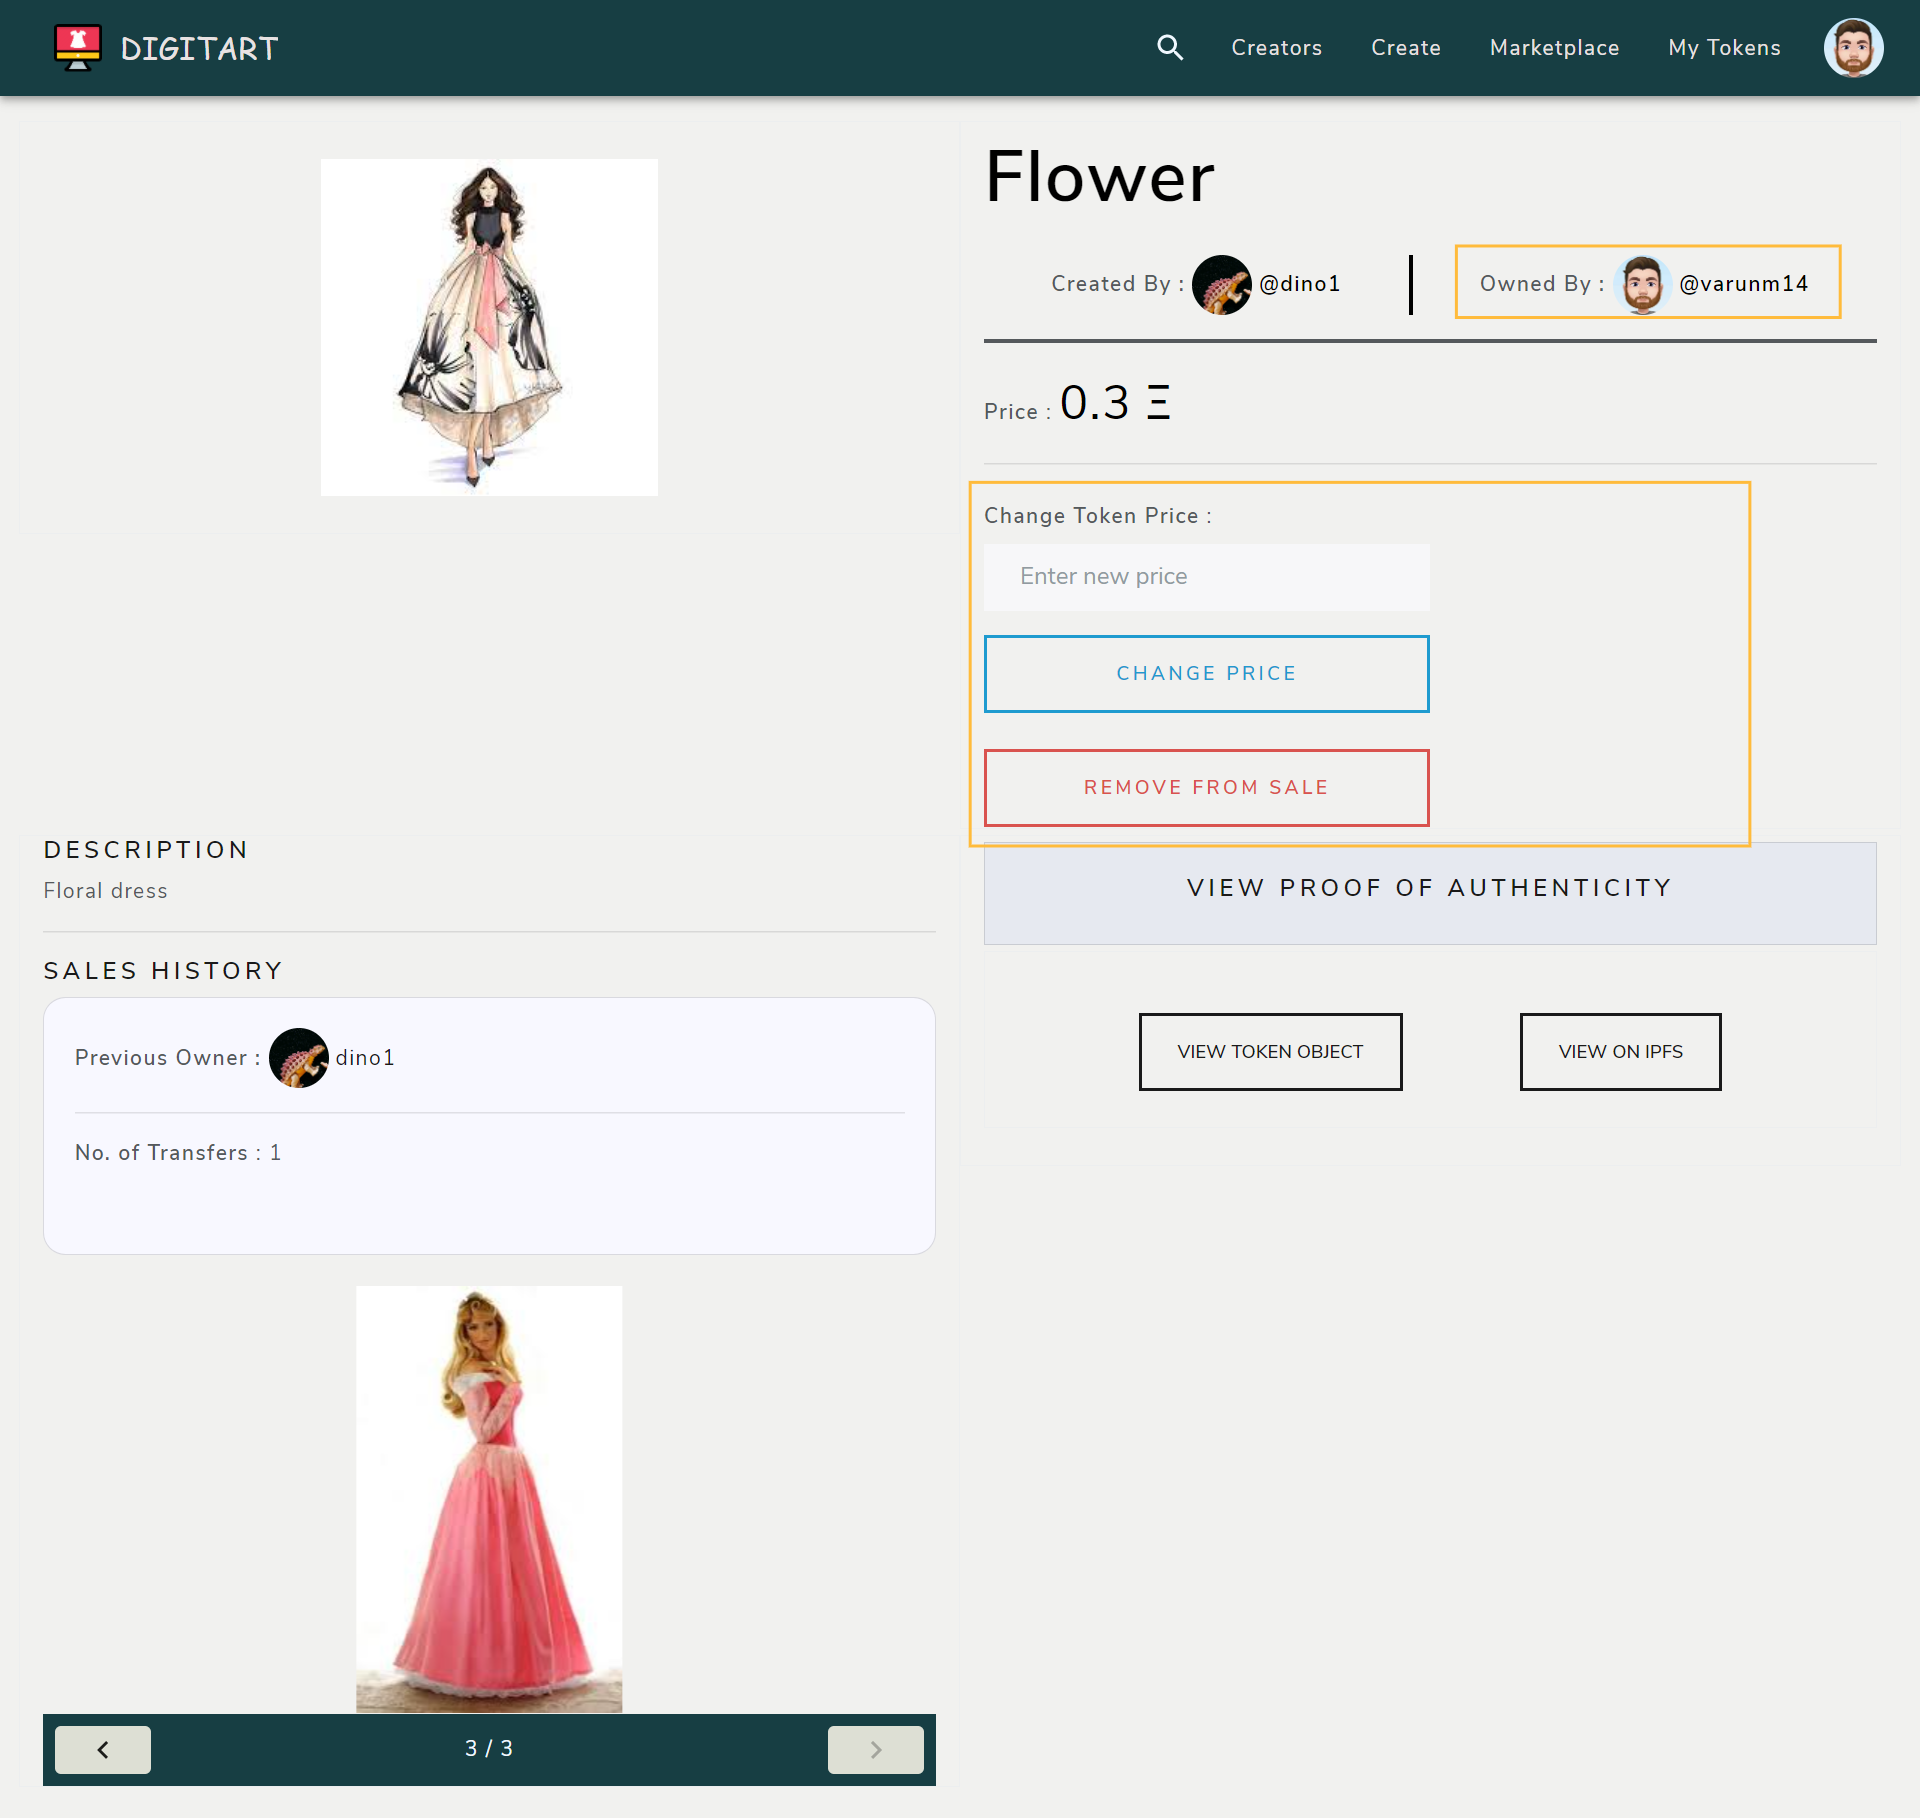 DIGITART
Creators
Create
Marketplace
My Tokens
Flower
Created By : @dino1
Owned By : @varunm14
Price : 0.3 Ξ
Change Token Price :
Enter new price
CHANGE PRICE
REMOVE FROM SALE
VIEW PROOF OF AUTHENTICITY
VIEW TOKEN OBJECT
VIEW ON IPFS
DESCRIPTION
Floral dress
SALES HISTORY
Previous Owner : dino1
No. of Transfers : 1
3 / 3